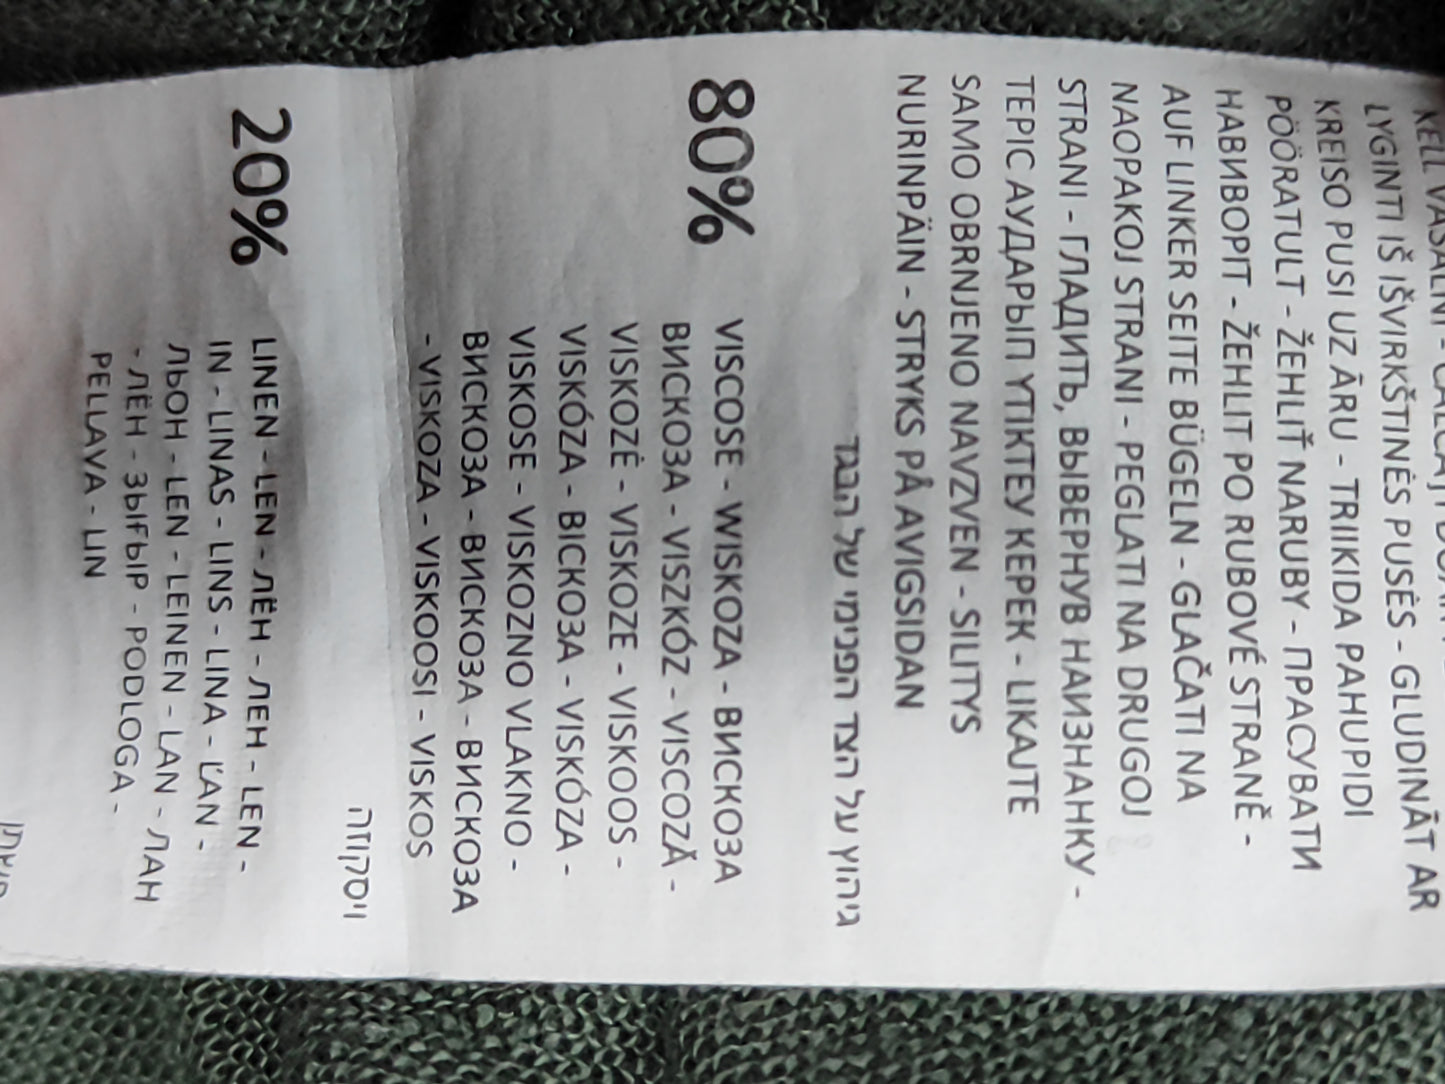 LYGINTI IŠ IŠVIRKŠTINĖS PUSĖS - GLUDINĀT AR
KREISO PUSI UZ ĀRU - TRIIKIDA PAHUPIDI
PÖÖRATULT - ŽEHLIŤ NARUBY - ПРАСУВАТИ
НАВИВОРІТ - ŽEHLIT PO RUBOVÉ STRANĚ -
AUF LINKER SEITE BÜGELN - GLAČATI NA
NAOPAKOJ STRANI - PEGLATI NA DRUGOJ
STRANI - ГЛАДИТЬ, ВЫВЕРНУВ НАИЗНАНКУ -
ТЕРІС АУДАРЫП ҮТІКТЕУ КЕРЕК - LIKAJTE
SAMO OBRNJENO NAVZVEN - SILITYS
NURINPÄIN - STRYKS PÅ AVIGSIDAN
גיהוץ על הצד הפנימי של הבגד
80% VISCOSE - WISKOZA - ВИСКОЗА
ВИСКОЗА - VISZKÓZ - VISCOZĂ -
VISKOZĖ - VISKOZE - VISKOOS -
VISKÓZA - ВІСКОЗА - VISKÓZA -
VISKOSE - VISKOZNO VLAKNO -
ВИСКОЗА - ВИСКОЗА - ВИСКОЗА
- VISKOZA - VISKOOSI - VISKOS
ויסקוזה
20% LINEN - LEN - ЛЁН - ЛЕН - LEN -
IN - LINAS - LINS - LINA - ĽAN -
ЛЬОН - LEN - LEINEN - LAN - ЛАН
- ЛЁН - ЗЫҒЫР - PODLOGA -
PELLAVA - LIN